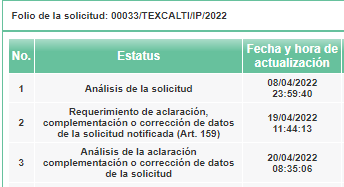 Folio de la solicitud: 00033/TEXCALTI/IP/2022
No.
Estatus
Fecha y hora de
actualización
1
Análisis de la solicitud
08/04/2022
23:59:40
2
Requerimiento de aclaración,
complementación o corrección de datos
de la solicitud notificada (Art. 159)
19/04/2022
11:44:13
3
Análisis de la aclaración
complementación o corrección de datos
de la solicitud
20/04/2022
08:35:06